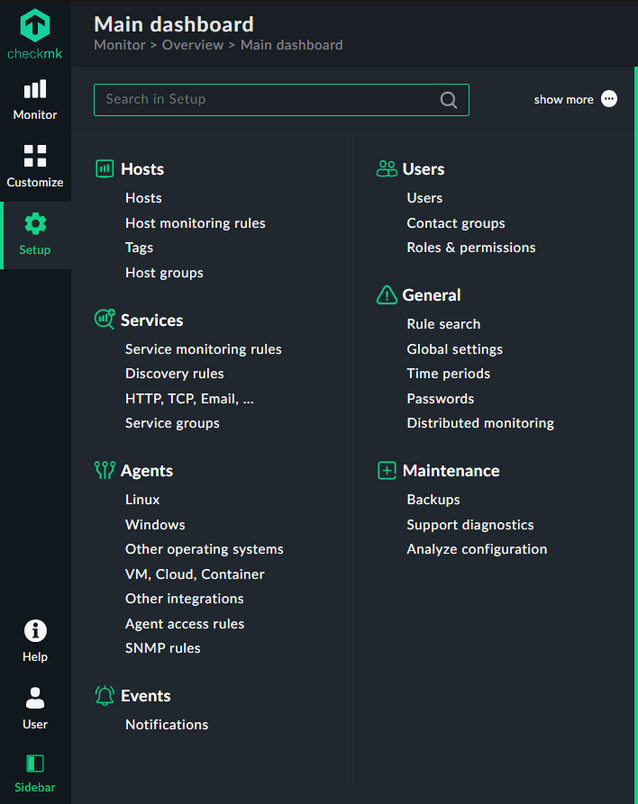 checkmk
Monitor
Customize
Setup
Help
User
Sidebar
Main dashboard
Monitor > Overview > Main dashboard
Search in Setup
show more
Hosts
Hosts
Host monitoring rules
Tags
Host groups
Services
Service monitoring rules
Discovery rules
HTTP, TCP, Email, ...
Service groups
Agents
Linux
Windows
Other operating systems
VM, Cloud, Container
Other integrations
Agent access rules
SNMP rules
Events
Notifications
Users
Users
Contact groups
Roles & permissions
General
Rule search
Global settings
Time periods
Passwords
Distributed monitoring
Maintenance
Backups
Support diagnostics
Analyze configuration